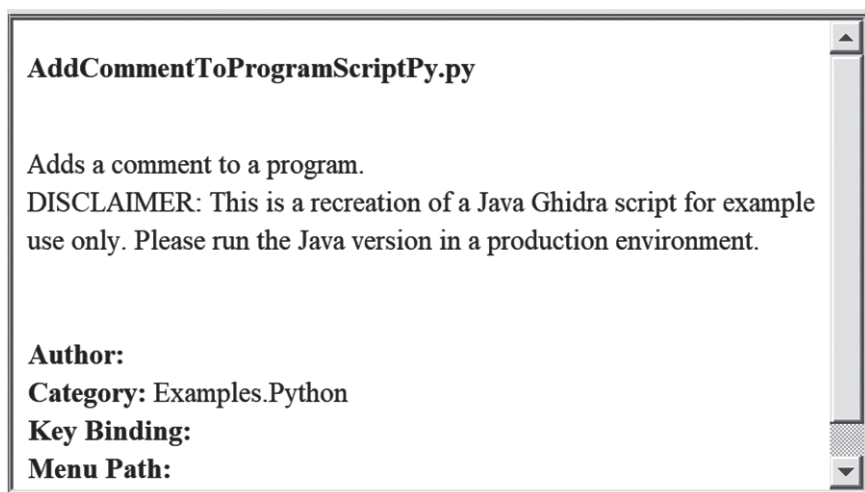 AddCommentToProgramScriptPy.py
Adds a comment to a program.
DISCLAIMER: This is a recreation of a Java Ghidra script for example
use only. Please run the Java version in a production environment.
Author:
Category: Examples.Python
Key Binding:
Menu Path: